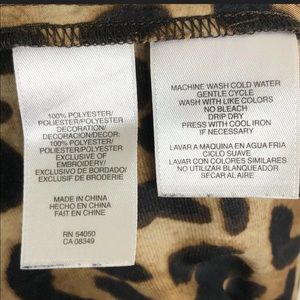 100% POLYESTER/
POLIESTER/POLYESTER
DECORATION/
DECORACION/DECOR:
100% POLYESTER/
POLIESTER/POLYESTER
EXCLUSIVE OF
EMBROIDERY/
EXCLUSIVO DE BORDADO/
EXCLUSIF DE BRODERIE
MADE IN CHINA
HECHO EN CHINA
FAIT EN CHINE
RN 54050
CA 08349
MACHINE WASH COLD WATER
GENTLE CYCLE
WASH WITH LIKE COLORS
NO BLEACH
DRIP DRY
PRESS WITH COOL IRON
IF NECESSARY
LAVAR A MAQUINA EN AGUA FRIA
CICLO SUAVE
LAVAR CON COLORES SIMILARES
NO UTILIZAR BLANQUEADOR
SECAR AL AIRE